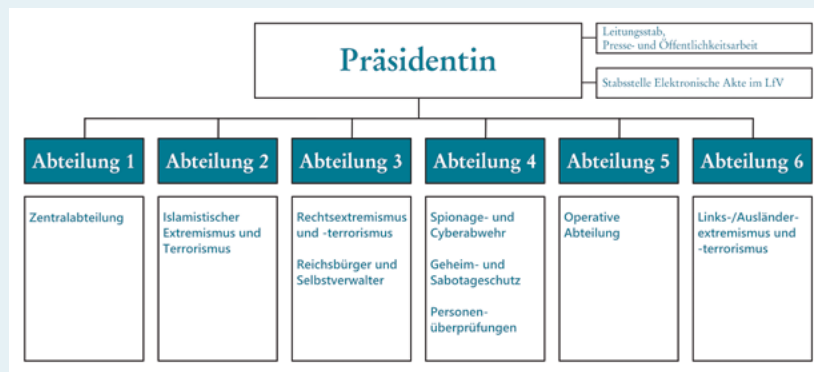 Präsidentin
Leitungsstab,
Presse- und Öffentlichkeitsarbeit
Stabsstelle Elektronische Akte im LfV
Abteilung 1
Zentralabteilung
Abteilung 2
Islamistischer
Extremismus und
Terrorismus
Abteilung 3
Rechtsextremismus
und -terrorismus
Reichsbürger und
Selbstverwalter
Abteilung 4
Spionage- und
Cyberabwehr
Geheim- und
Sabotageschutz
Personen-
überprüfungen
Abteilung 5
Operative
Abteilung
Abteilung 6
Links-/Ausländer-
extremismus und
-terrorismus